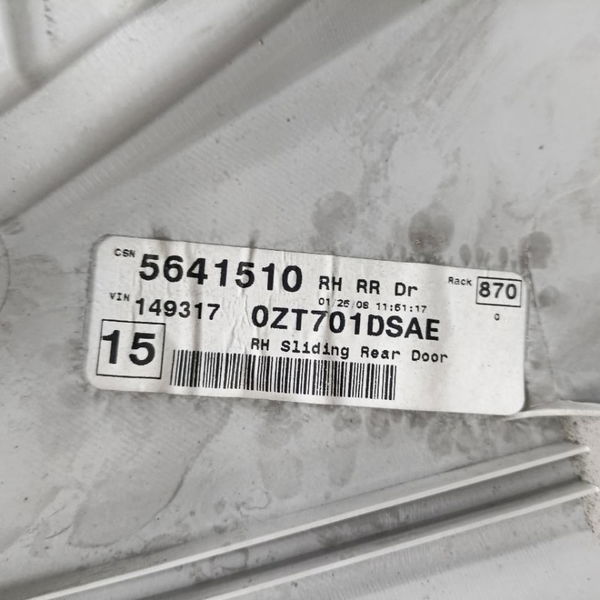 CSN 5641510 RH RR Dr Rack 870
01/26/08 11:51:17 0
VIN 149317 0ZT701DSAE
15 RH Sliding Rear Door